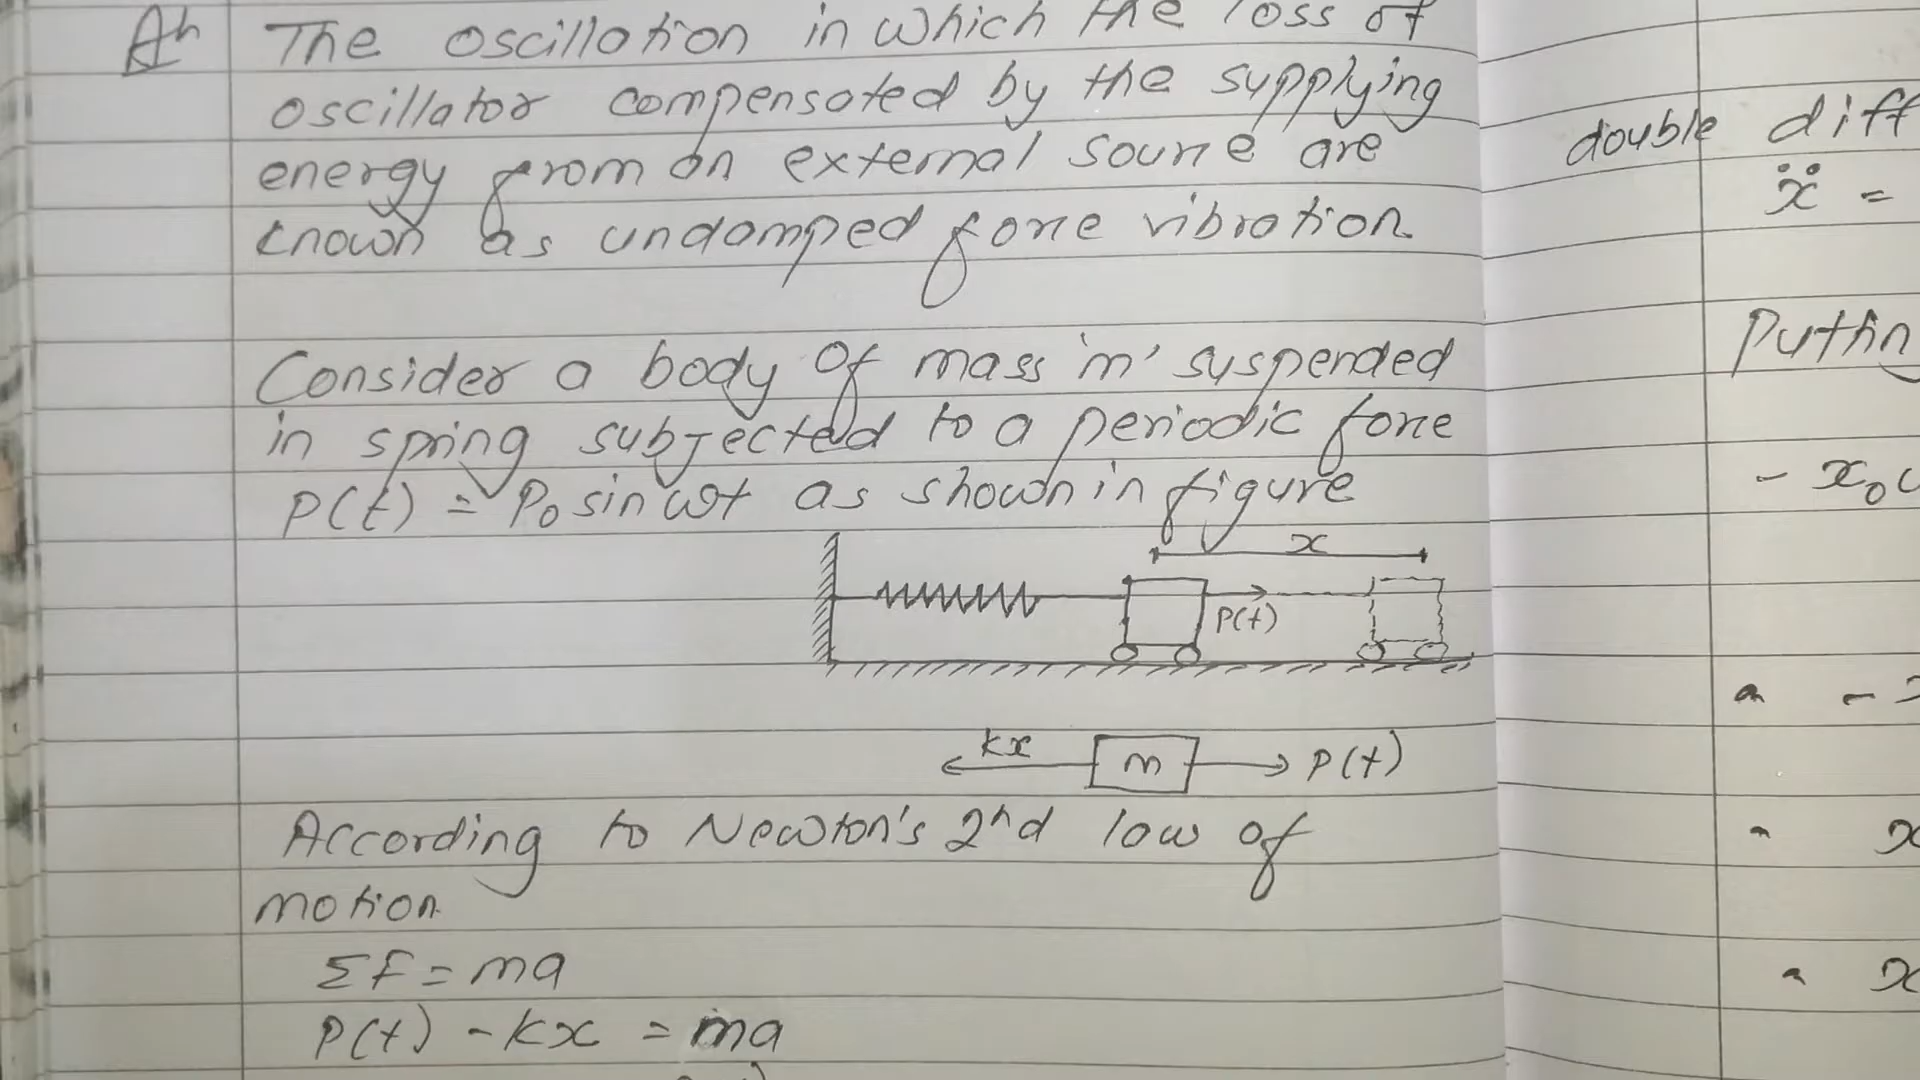 Ans The oscillation in which the loss of
oscillator compensated by the supplying
energy from an external source are
known as undamped force vibration.
Consider a body of mass 'm' suspended
in spring subjected to a periodic force
P(t) = P₀ sin ωt as shown in figure
x
P(t)
kx m P(t)
According to Newton's 2nd law of
motion
ΣF = ma
P(t) - kx = ma
double diff
ẍ =
Puttin
- x₀
-
x
x